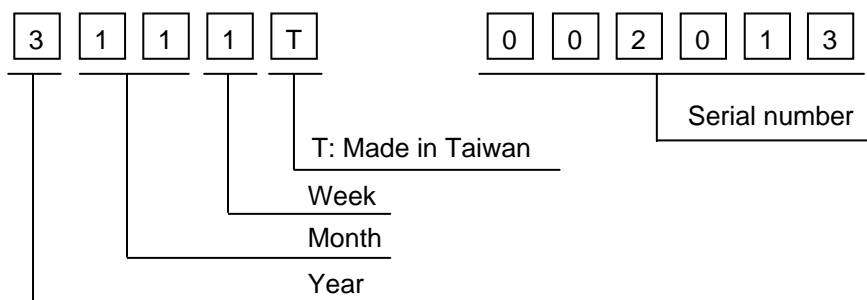 3 1 1 1 T 0 0 2 0 1 3
Serial number
T: Made in Taiwan
Week
Month
Year